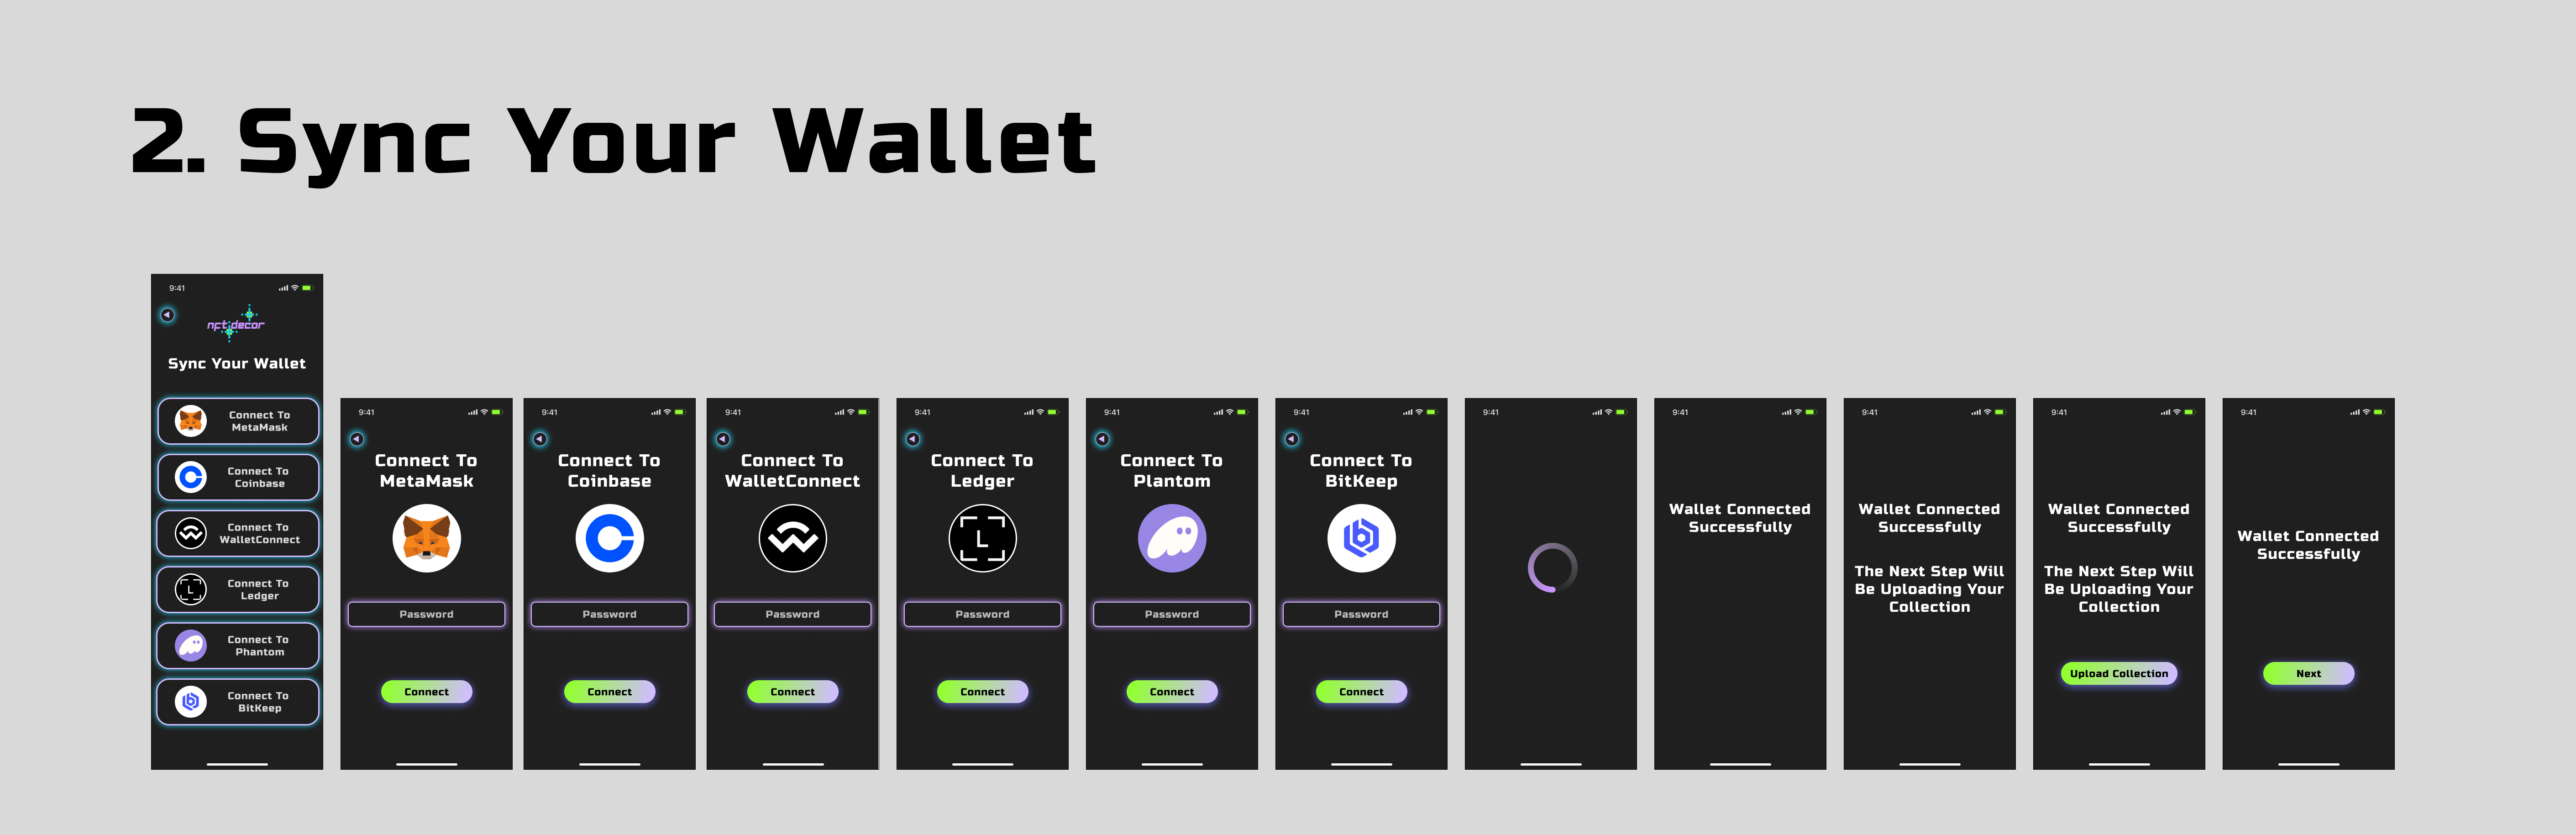 2. Sync Your Wallet
9:41
nft decor
Sync Your Wallet
Connect To
MetaMask
Connect To
Coinbase
Connect To
WalletConnect
L
Connect To
Ledger
Connect To
Phantom
Connect To
BitKeep
9:41
Connect To
MetaMask
Password
Connect
9:41
Connect To
Coinbase
Password
Connect
9:41
Connect To
WalletConnect
Password
Connect
9:41
Connect To
Ledger
L
Password
Connect
9:41
Connect To
Plantom
Password
Connect
9:41
Connect To
BitKeep
Password
Connect
9:41
9:41
Wallet Connected
Successfully
9:41
Wallet Connected
Successfully
The Next Step Will
Be Uploading Your
Collection
9:41
Wallet Connected
Successfully
The Next Step Will
Be Uploading Your
Collection
Upload Collection
9:41
Wallet Connected
Successfully
Next